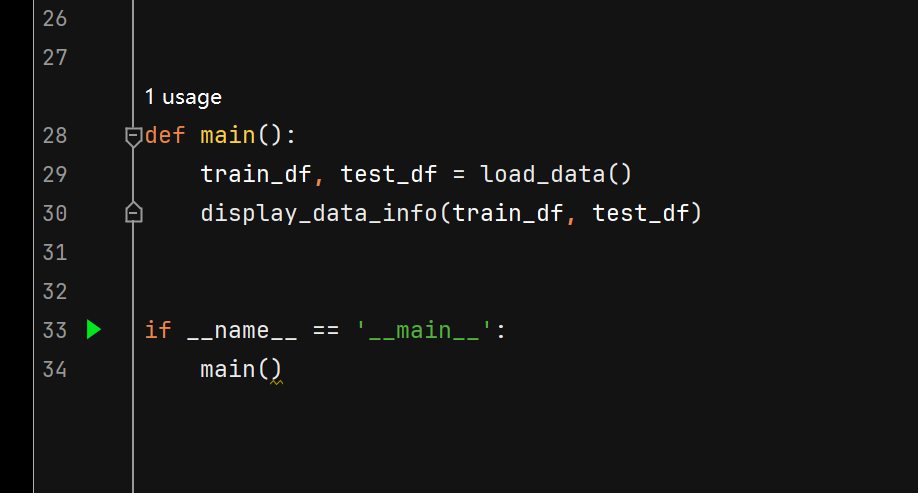 26
27
1 usage
28 def main():
29     train_df, test_df = load_data()
30     display_data_info(train_df, test_df)
31
32
33 if __name__ == '__main__':
34     main()